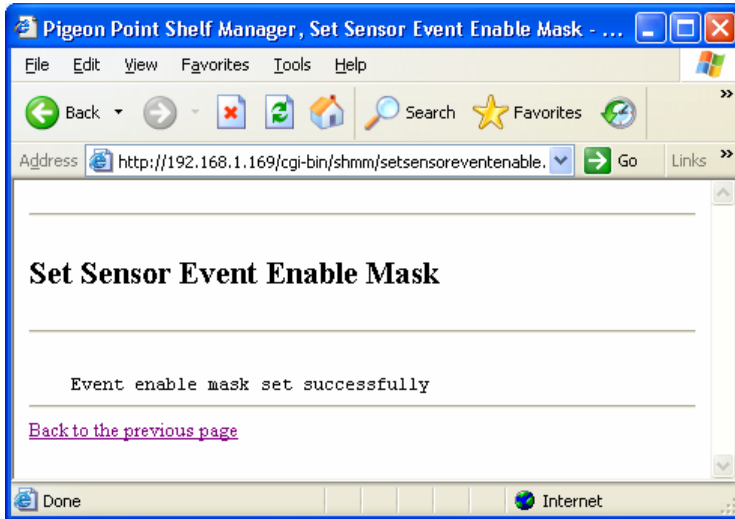 Pigeon Point Shelf Manager, Set Sensor Event Enable Mask - ...
File Edit View Favorites Tools Help
Back Search Favorites »
Address http://192.168.1.169/cgi-bin/shmm/setsensoreventenable. Go Links »
Set Sensor Event Enable Mask
Event enable mask set successfully
Back to the previous page
Done Internet